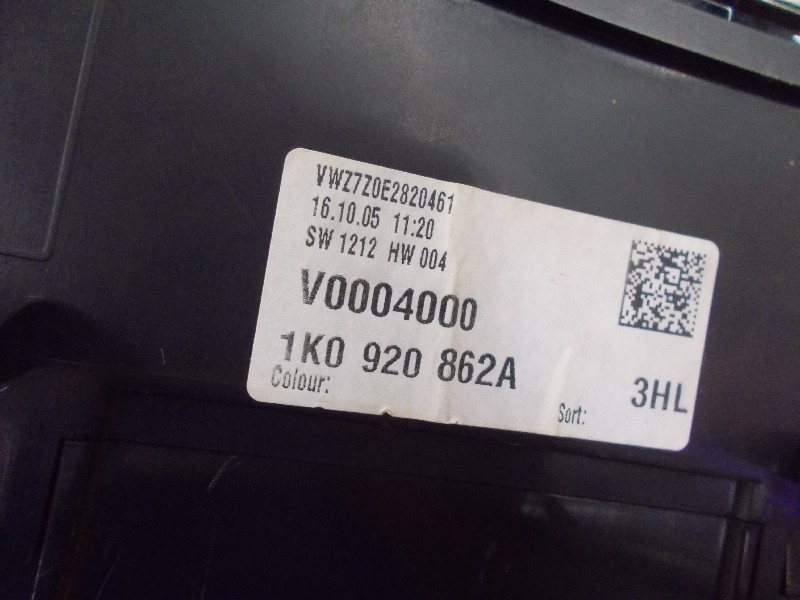 VWZ7Z0E2820461
16.10.05 11:20
SW 1212 HW 004
V0004000
1K0 920 862A
Colour:
Sort:
3HL